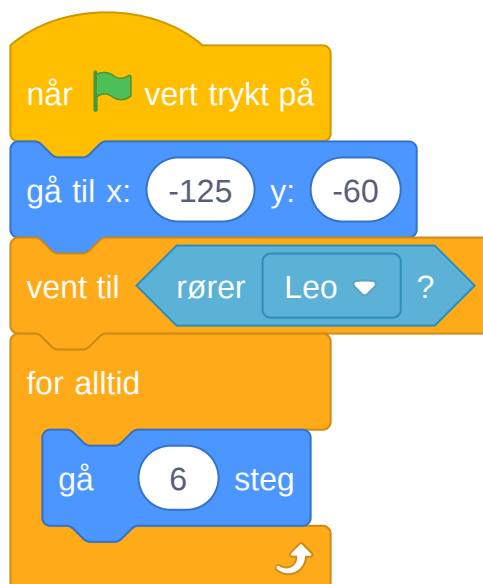 når vert trykt på
gå til x: -125 y: -60
vent til rører Leo ?
for alltid
gå 6 steg